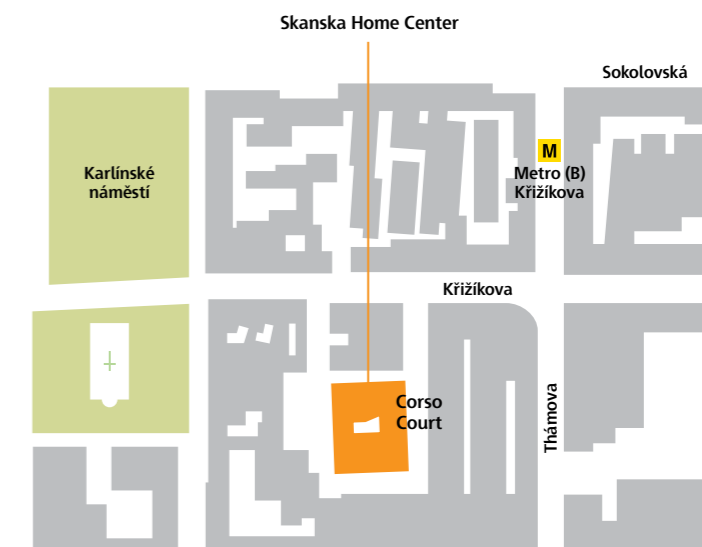 Skanska Home Center
Sokolovská
M
Metro (B)
Křižíkova
Karlínské
náměstí
Křižíkova
Corso
Court
Thámova